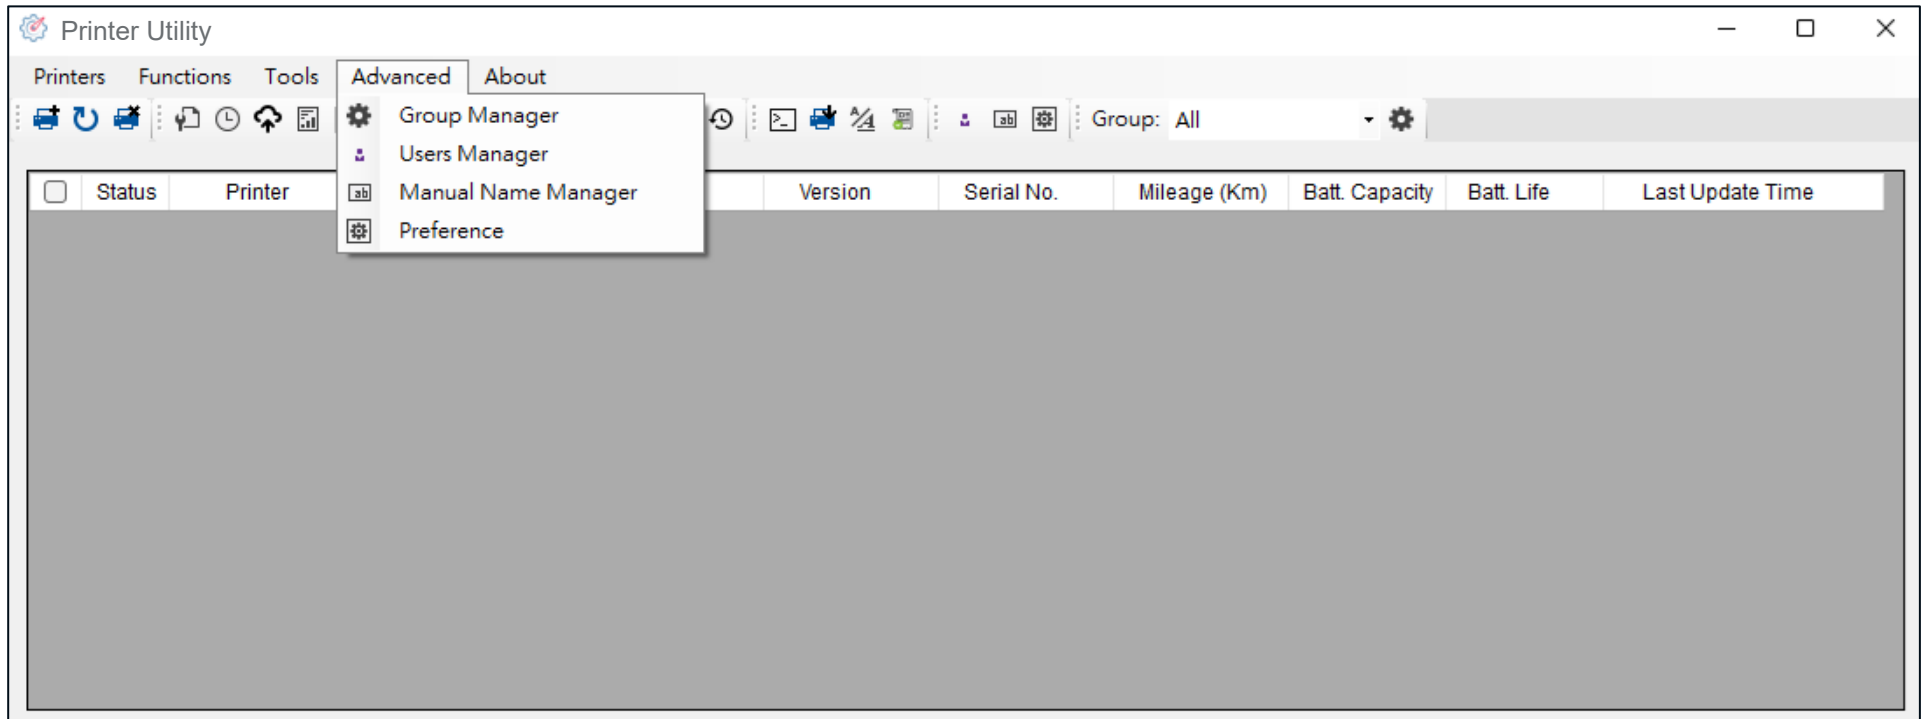 Printer Utility
Printers Functions Tools Advanced About
Group Manager
Users Manager
Manual Name Manager
Preference
Group: All
Status Printer Version Serial No. Mileage (Km) Batt. Capacity Batt. Life Last Update Time